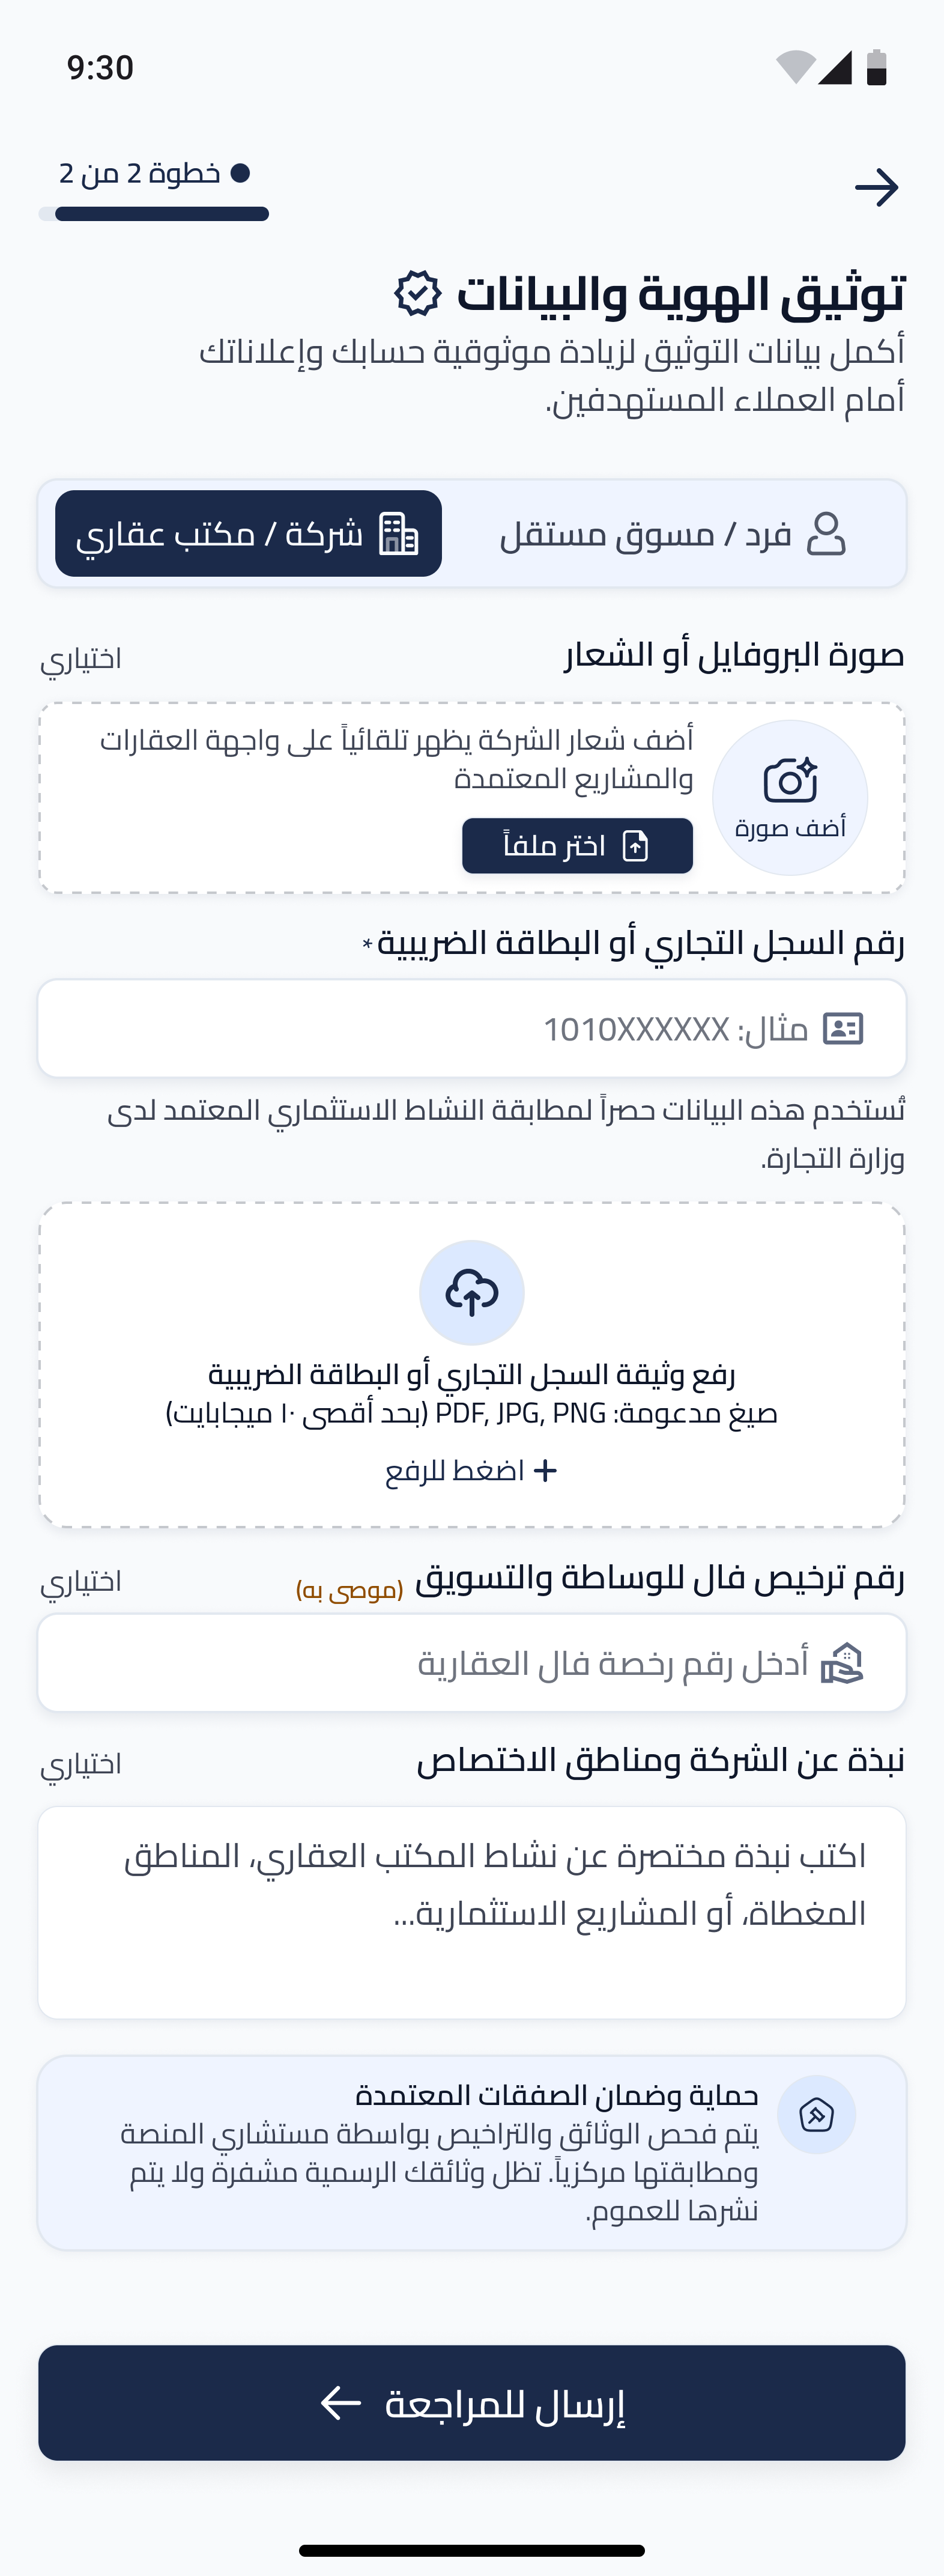 9:30
خطوة 2 من 2
توثيق الهوية والبيانات
أكمل بيانات التوثيق لزيادة موثوقية حسابك وإعلاناتك
أمام العملاء المستهدفين.
فرد / مسوق مستقل
شركة / مكتب عقاري
صورة البروفايل أو الشعار
اختياري
أضف صورة
أضف شعار الشركة يظهر تلقائياً على واجهة العقارات
والمشاريع المعتمدة
اختر ملفاً
رقم السجل التجاري أو البطاقة الضريبية*
مثال: 1010XXXXXX
تُستخدم هذه البيانات حصراً لمطابقة النشاط الاستثماري المعتمد لدى
وزارة التجارة.
رفع وثيقة السجل التجاري أو البطاقة الضريبية
صيغ مدعومة: PDF, JPG, PNG (بحد أقصى ١٠ ميجابايت)
+ اضغط للرفع
رقم ترخيص فال للوساطة والتسويق (موصى به)
اختياري
أدخل رقم رخصة فال العقارية
نبذة عن الشركة ومناطق الاختصاص
اختياري
اكتب نبذة مختصرة عن نشاط المكتب العقاري، المناطق
المغطاة، أو المشاريع الاستثمارية...
حماية وضمان الصفقات المعتمدة
يتم فحص الوثائق والتراخيص بواسطة مستشاري المنصة
ومطابقتها مركزياً. تظل وثائقك الرسمية مشفرة ولا يتم
نشرها للعموم.
إرسال للمراجعة